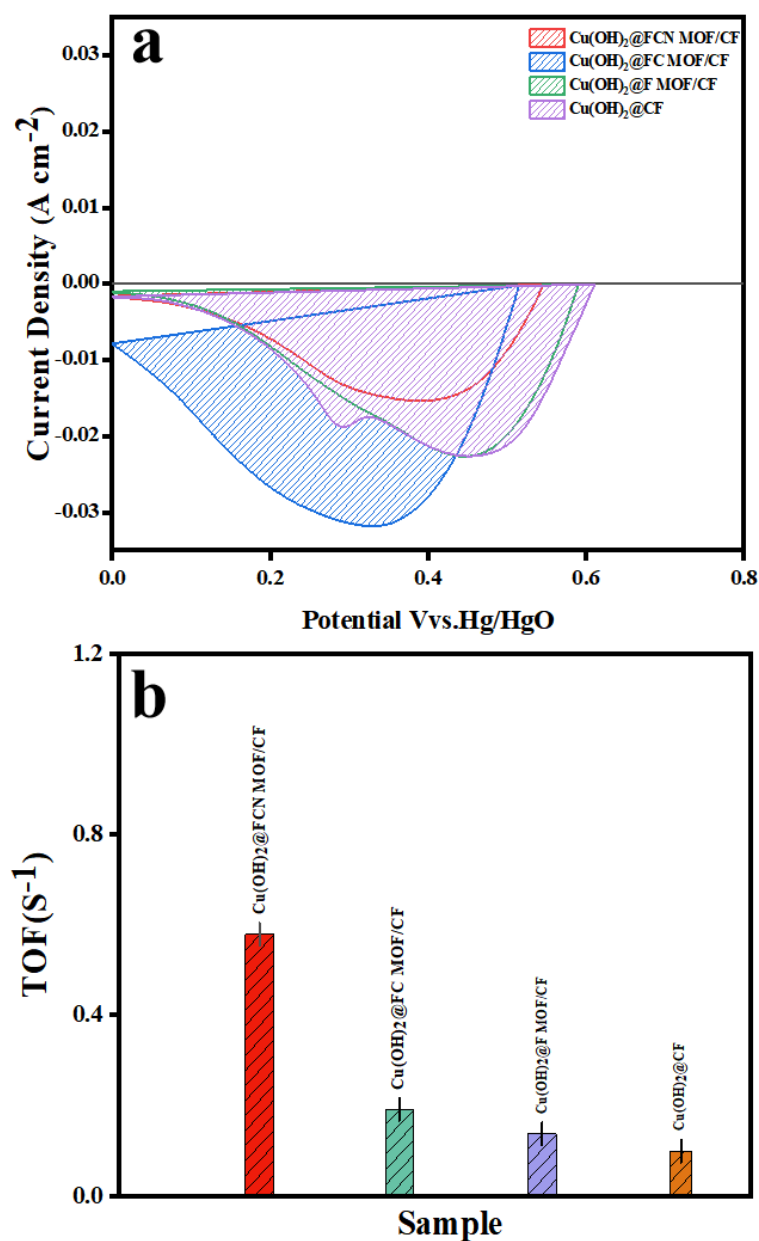 a
Cu(OH)₂@FCN MOF/CF
Cu(OH)₂@FC MOF/CF
Cu(OH)₂@F MOF/CF
Cu(OH)₂@CF
0.03
0.02
0.01
0.00
-0.01
-0.02
-0.03
Current Density (A cm⁻²)
0.0 0.2 0.4 0.6 0.8
Potential Vvs.Hg/HgO
b
1.2
0.8
0.4
0.0
TOF(S⁻¹)
Cu(OH)₂@FCN MOF/CF
Cu(OH)₂@FC MOF/CF
Cu(OH)₂@F MOF/CF
Cu(OH)₂@CF
Sample